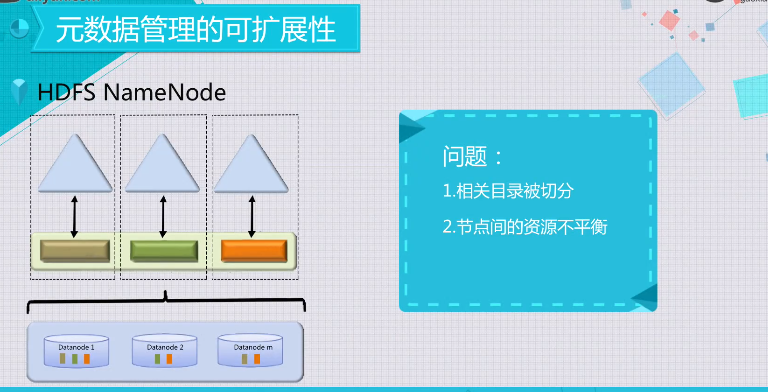 元数据管理的可扩展性
HDFS NameNode
问题：
1.相关目录被切分
2.节点间的资源不平衡
Datanode 1
Datanode 2
Datanode m